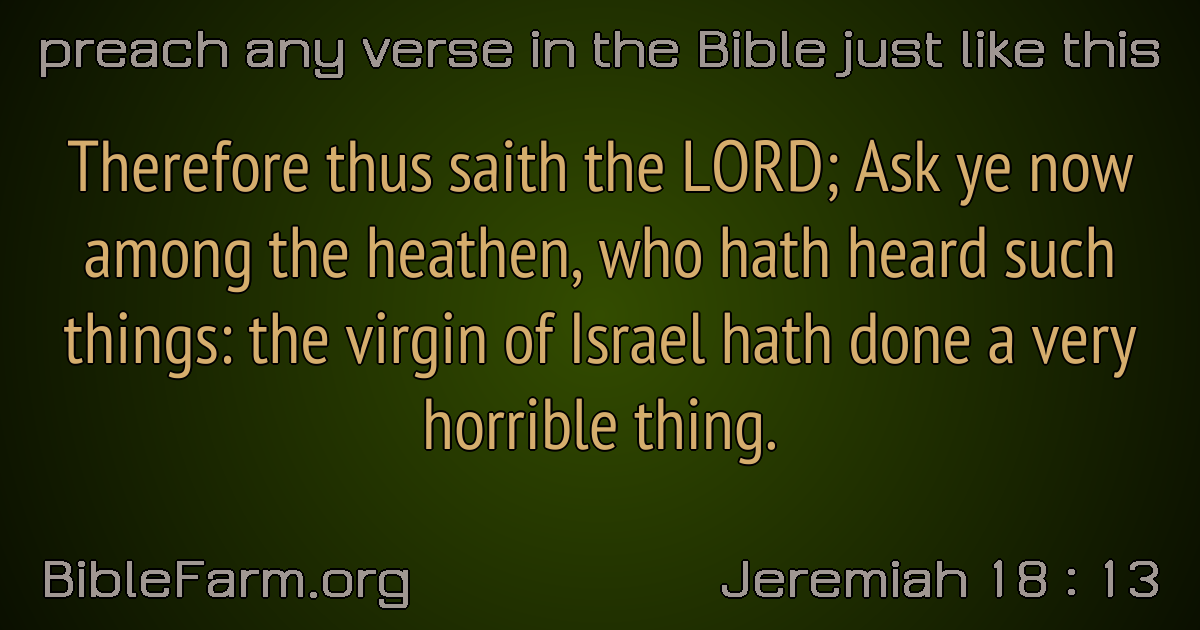 preach any verse in the Bible just like this
Therefore thus saith the LORD; Ask ye now
among the heathen, who hath heard such
things: the virgin of Israel hath done a very
horrible thing.
BibleFarm.org
Jeremiah 18 : 13